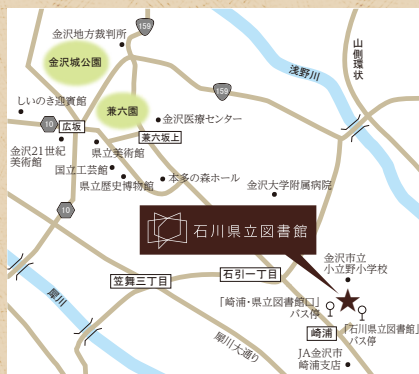 159
金沢地方裁判所
金沢城公園
山側環状
浅野川
159
しいのき迎賓館
兼六園
金沢医療センター
10
広坂
兼六坂上
金沢21世紀
美術館
県立美術館
国立工芸館
県立歴史博物館
本多の森ホール
金沢大学附属病院
10
石川県立図書館
金沢市立
小立野小学校
石引一丁目
笠舞三丁目
「崎浦・県立図書館口」
バス停
犀川
「石川県立図書館」
バス停
崎浦
犀川大通り
JA金沢市
崎浦支店